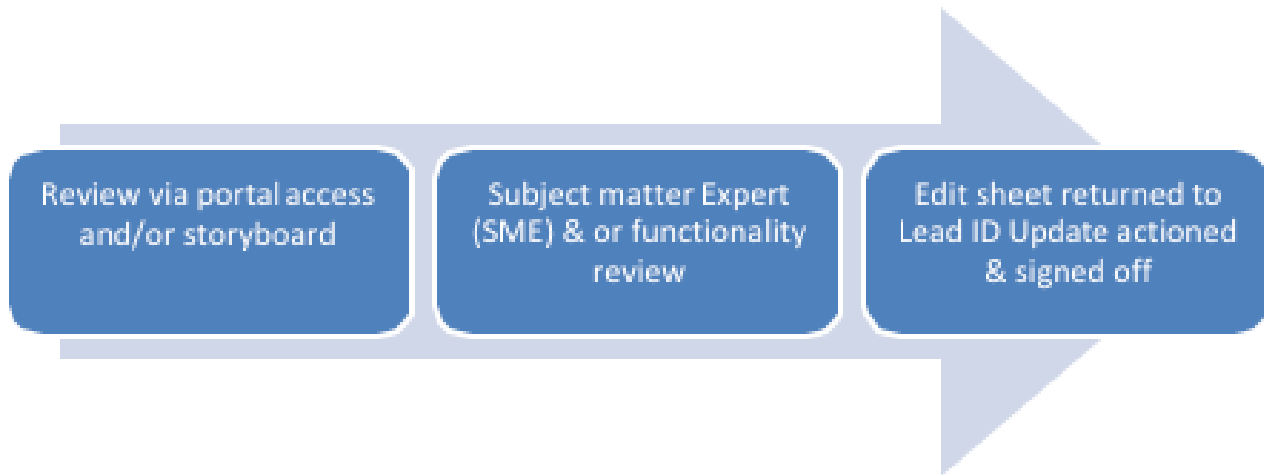 Review via portal access
and/or storyboard
Subject matter Expert
(SME) & or functionality
review
Edit sheet returned to
Lead ID Update actioned
& signed off